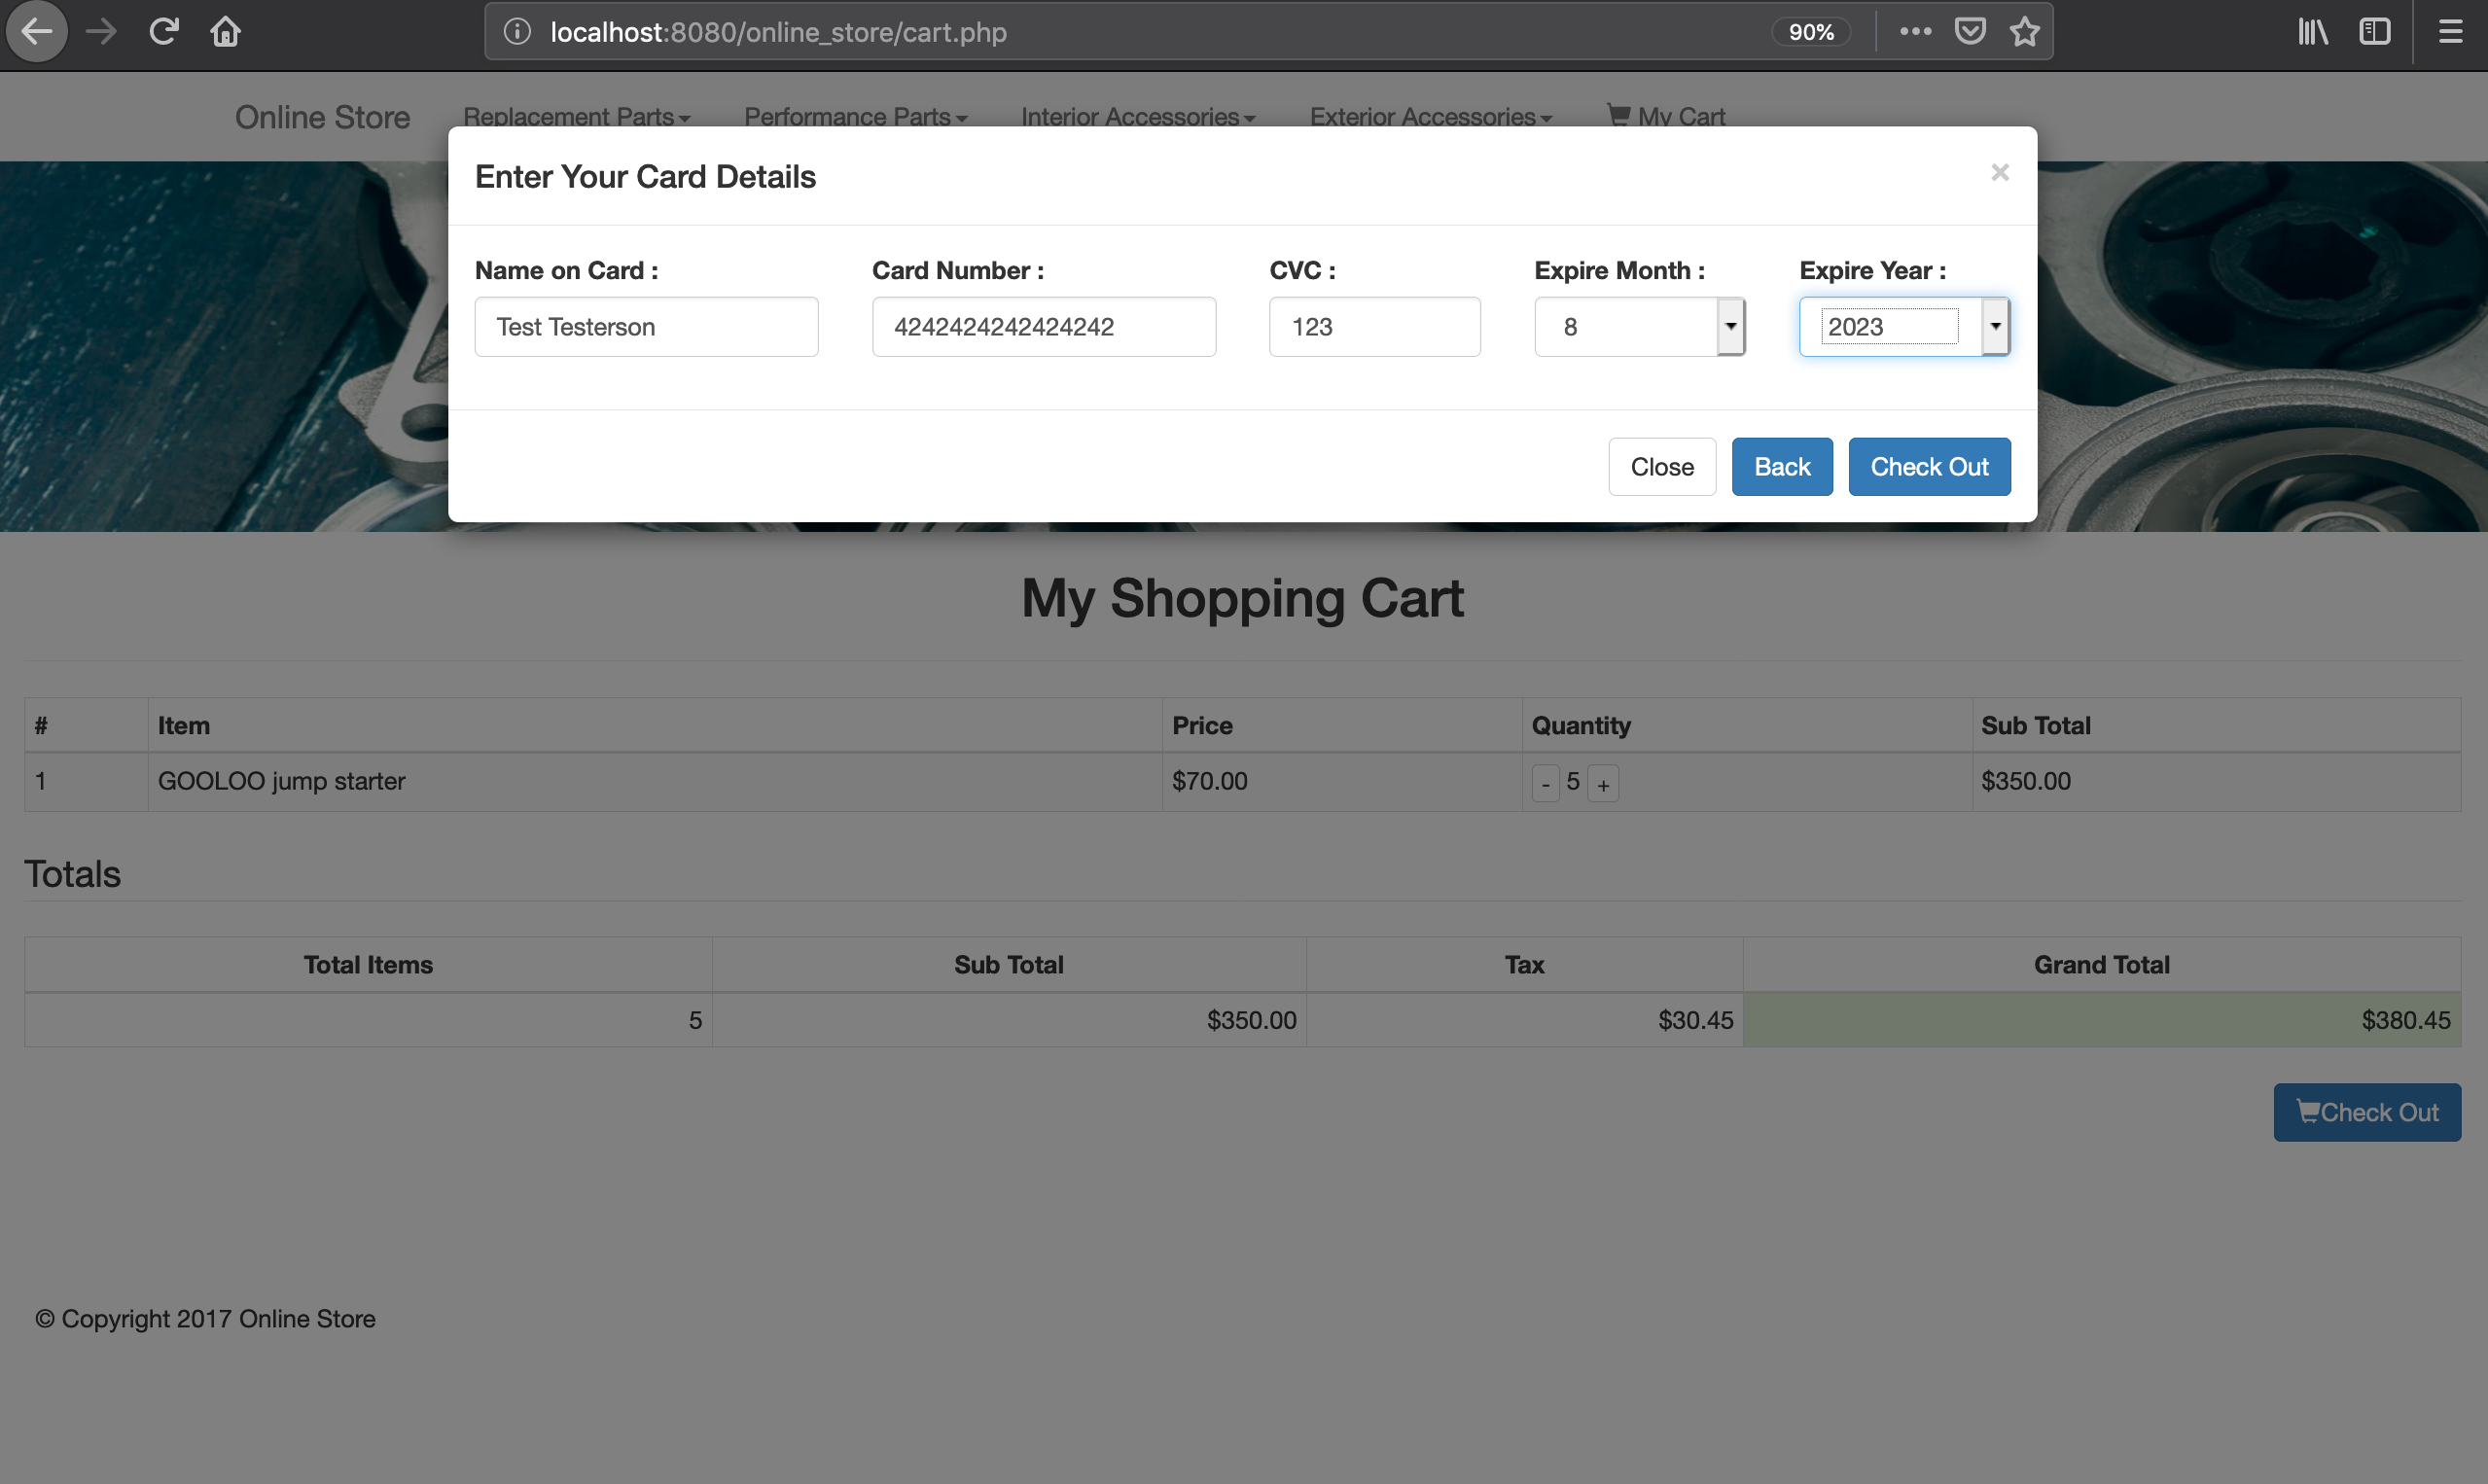 localhost:8080/online_store/cart.php 90%
Online Store Replacement Parts Performance Parts Interior Accessories Exterior Accessories My Cart
Enter Your Card Details ×
Name on Card : Card Number : CVC : Expire Month : Expire Year :
Test Testerson 4242424242424242 123 8 2023
Close Back Check Out
My Shopping Cart
# Item Price Quantity Sub Total
1 GOOLOO jump starter $70.00 - 5 + $350.00
Totals
Total Items Sub Total Tax Grand Total
5 $350.00 $30.45 $380.45
Check Out
© Copyright 2017 Online Store